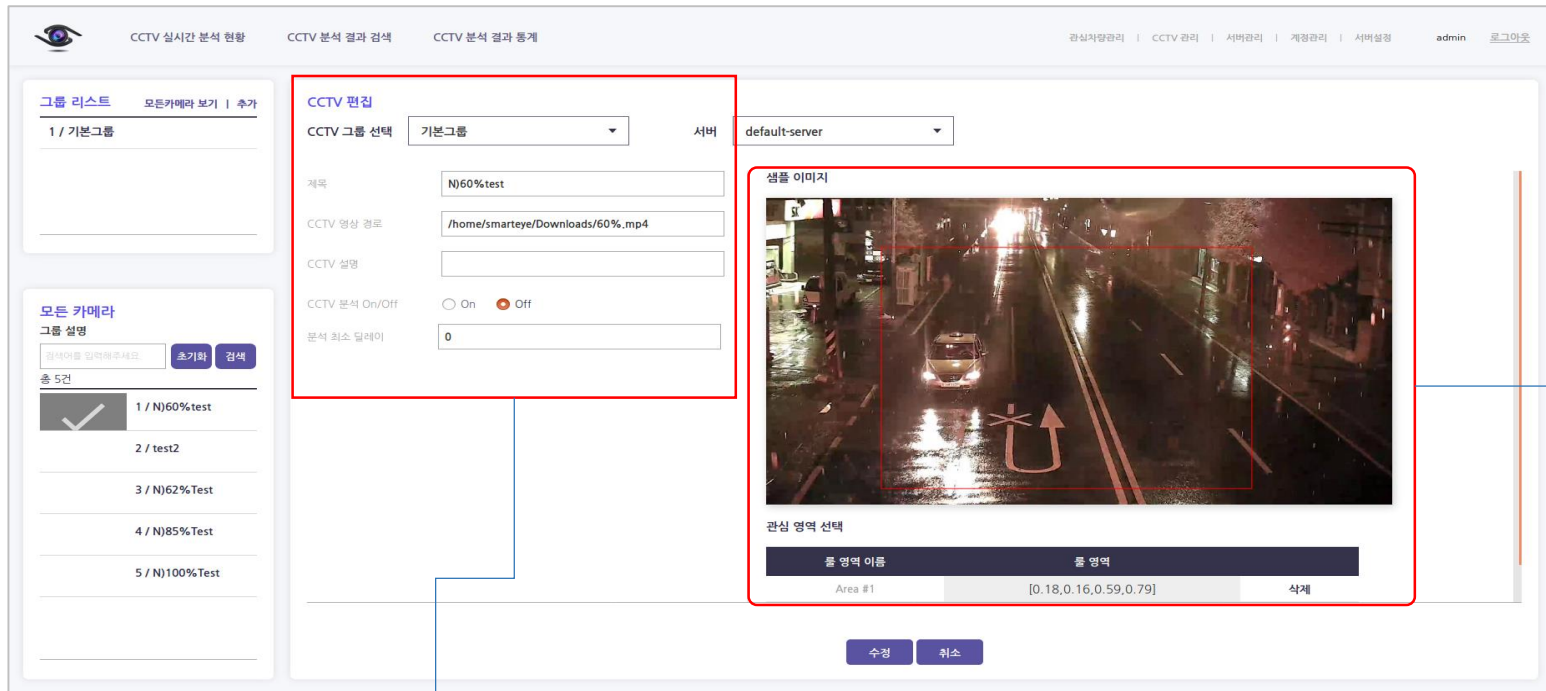 CCTV 실시간 분석 현황 CCTV 분석 결과 검색 CCTV 분석 결과 통계 관심차량관리 | CCTV 관리 | 서버관리 | 계정관리 | 서버설정 admin 로그아웃
그룹 리스트 모든카메라 보기 | 추가
1 / 기본그룹
모든 카메라
그룹 설명
검색어를 입력해주세요. 초기화 검색
총 5건
1 / N)60%test
2 / test2
3 / N)62%Test
4 / N)85%Test
5 / N)100%Test
CCTV 편집
CCTV 그룹 선택 기본그룹 서버 default-server
제목 N)60%test
CCTV 영상 경로 /home/smarteye/Downloads/60%.mp4
CCTV 설명
CCTV 분석 On/Off On Off
분석 최소 딜레이 0
샘플 이미지
SK
관심 영역 선택
룰 영역 이름 룰 영역
Area #1 [0.18,0.16,0.59,0.79] 삭제
수정 취소